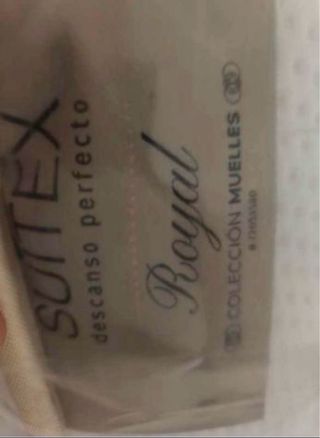 SUITEX
descanso perfecto
Royal
COLECCIÓN MUELLES